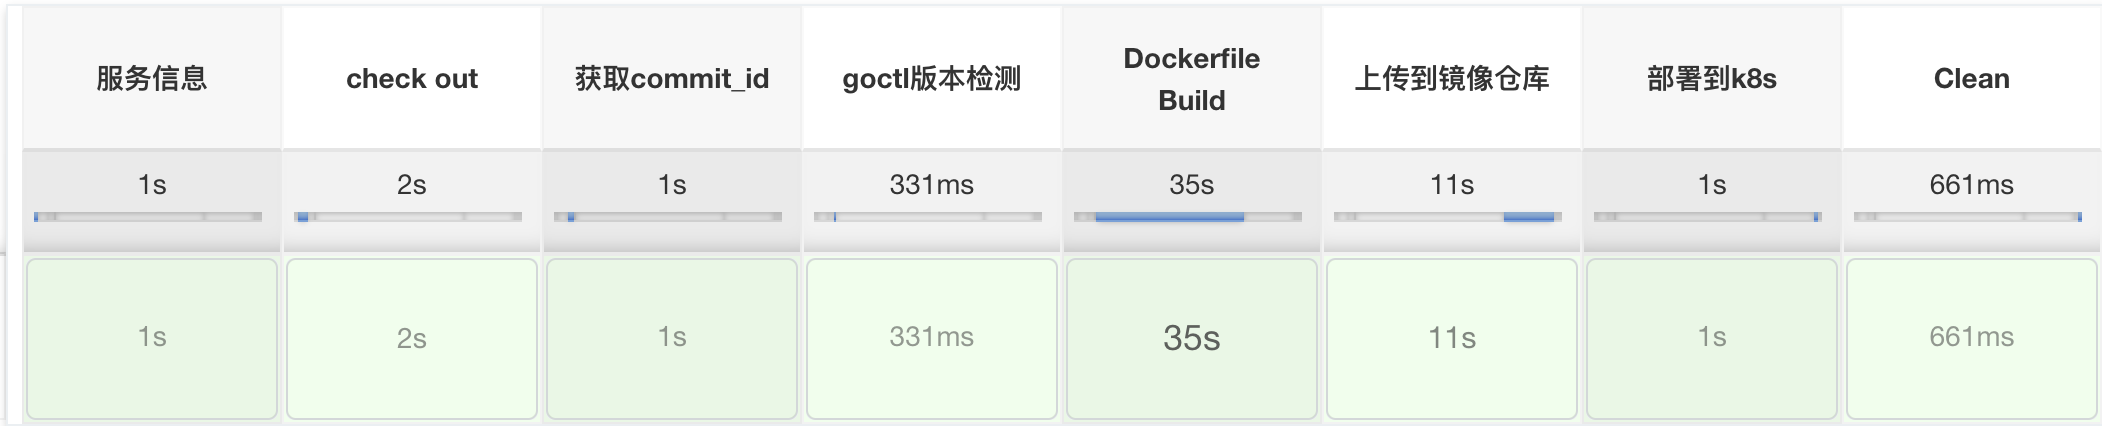 服务信息
check out
获取commit_id
goctl版本检测
Dockerfile
Build
上传到镜像仓库
部署到k8s
Clean
1s
2s
1s
331ms
35s
11s
1s
661ms
1s
2s
1s
331ms
35s
11s
1s
661ms